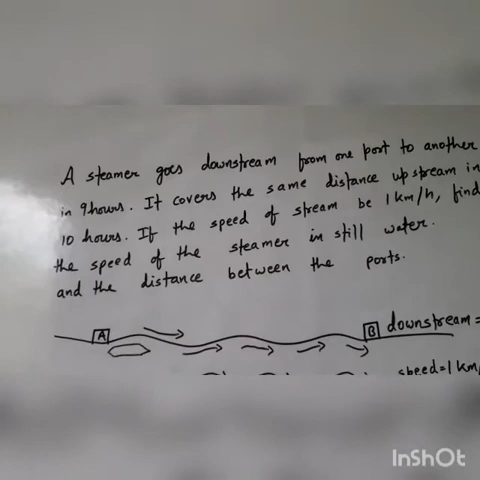 A steamer goes downstream from one port to another
in 9 hours. It covers the same distance upstream in
10 hours. If the speed of stream be 1 km/h, find
the speed of the steamer in still water.
and the distance between the ports.
A
B downstream =
speed = 1 km/
InShOt